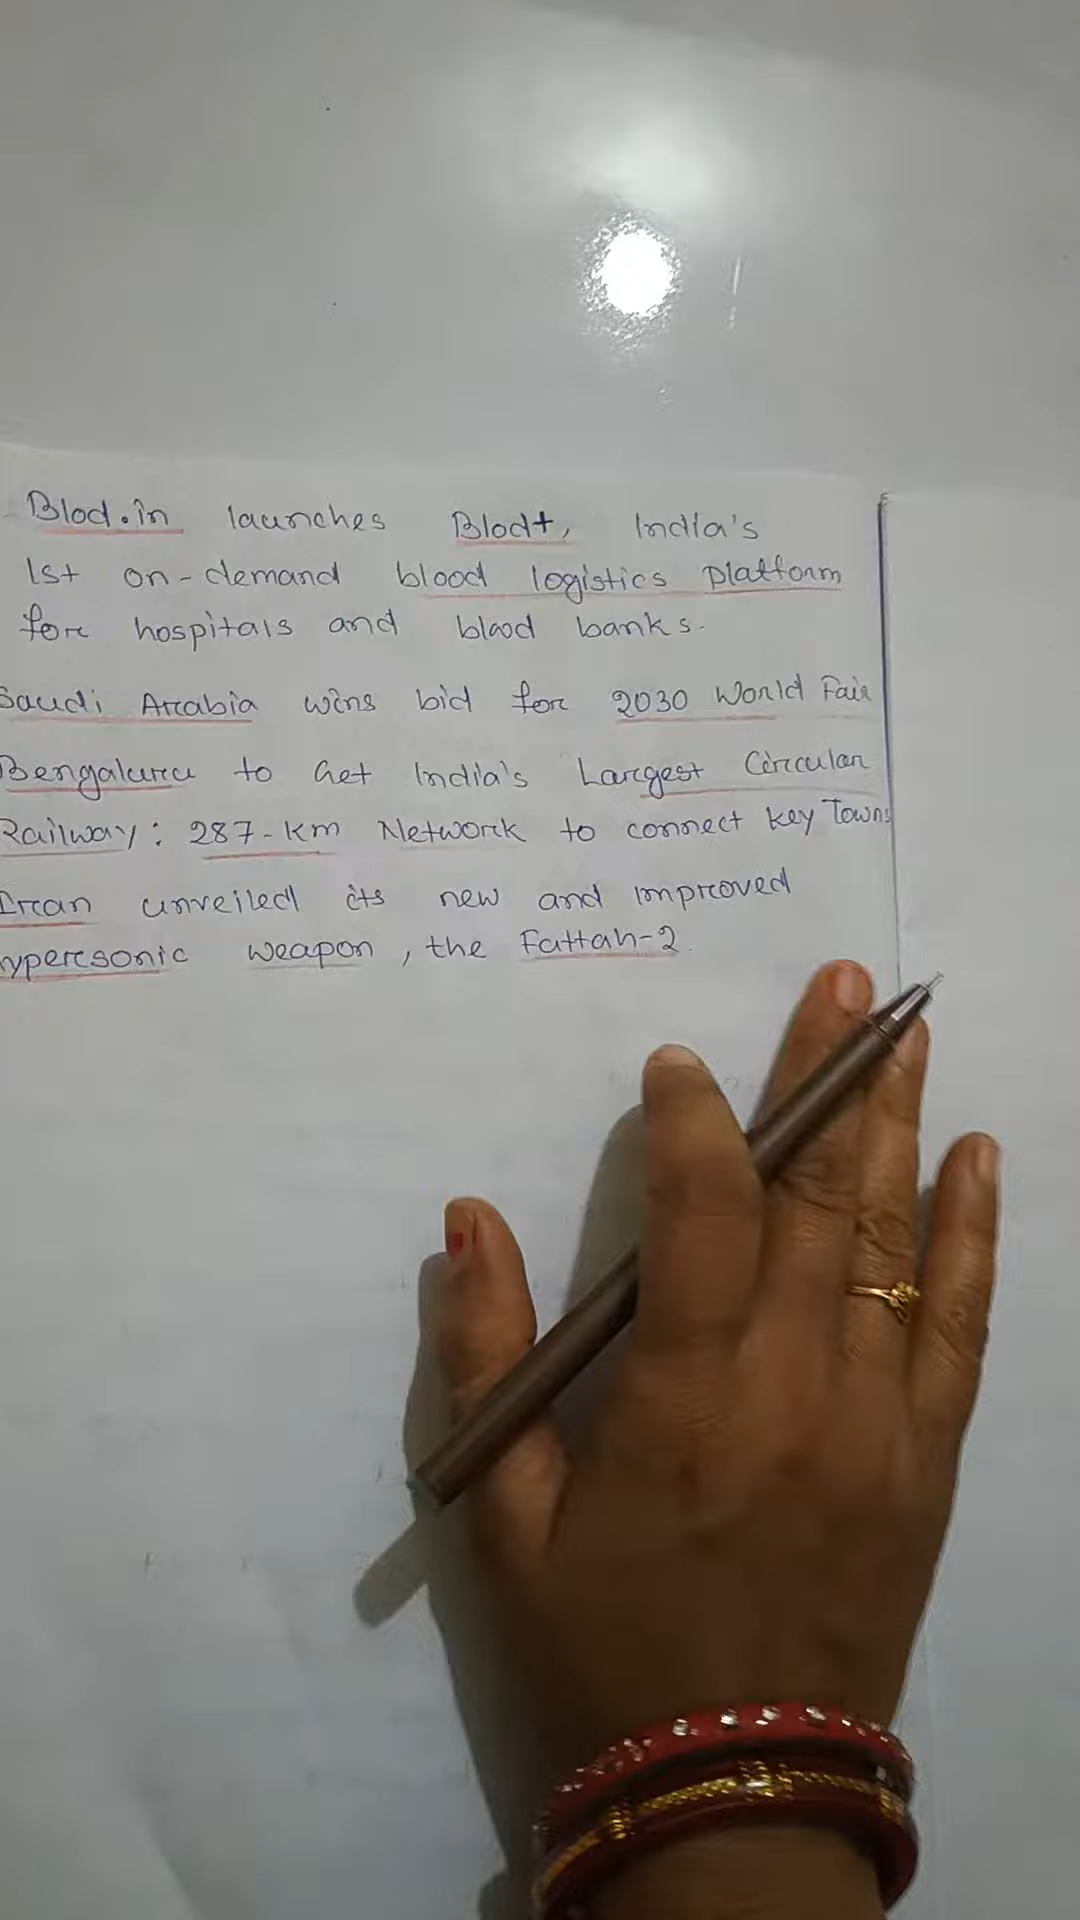 Blod.in launches Blod+, India's
1st on-demand blood logistics platform
for hospitals and blood banks.
Saudi Arabia wins bid for 2030 World Fair
Bengaluru to Get India's Largest Circular
Railway: 287-km Network to connect key Towns
Iran unveiled its new and improved
hypersonic weapon, the Fattah-2.